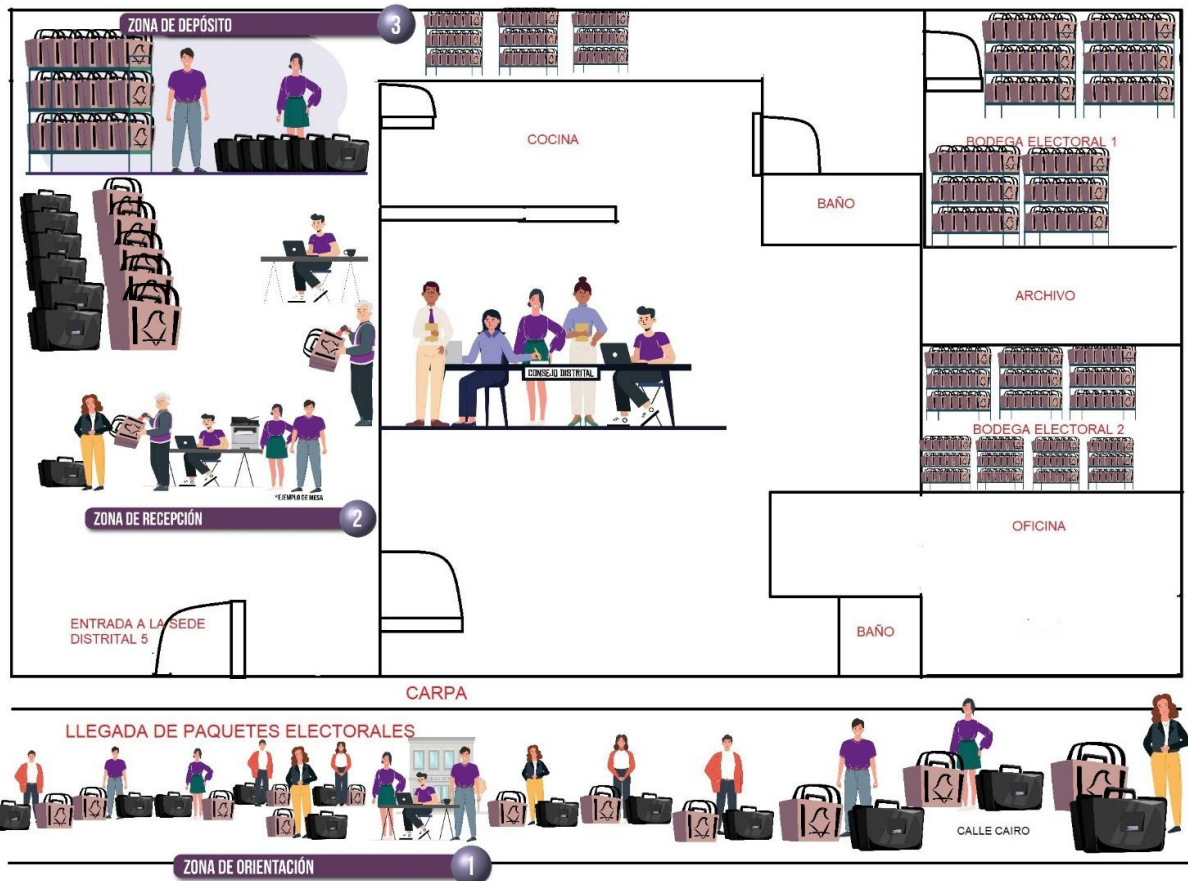 ZONA DE DEPÓSITO
3
COCINA
BODEGA ELECTORAL 1
BAÑO
ARCHIVO
CONSEJO DISTRITAL
BODEGA ELECTORAL 2
*EJEMPLO DE MESA
ZONA DE RECEPCIÓN
2
OFICINA
ENTRADA A LA SEDE
DISTRITAL 5
BAÑO
CARPA
LLEGADA DE PAQUETES ELECTORALES
CALLE CAIRO
ZONA DE ORIENTACIÓN
1